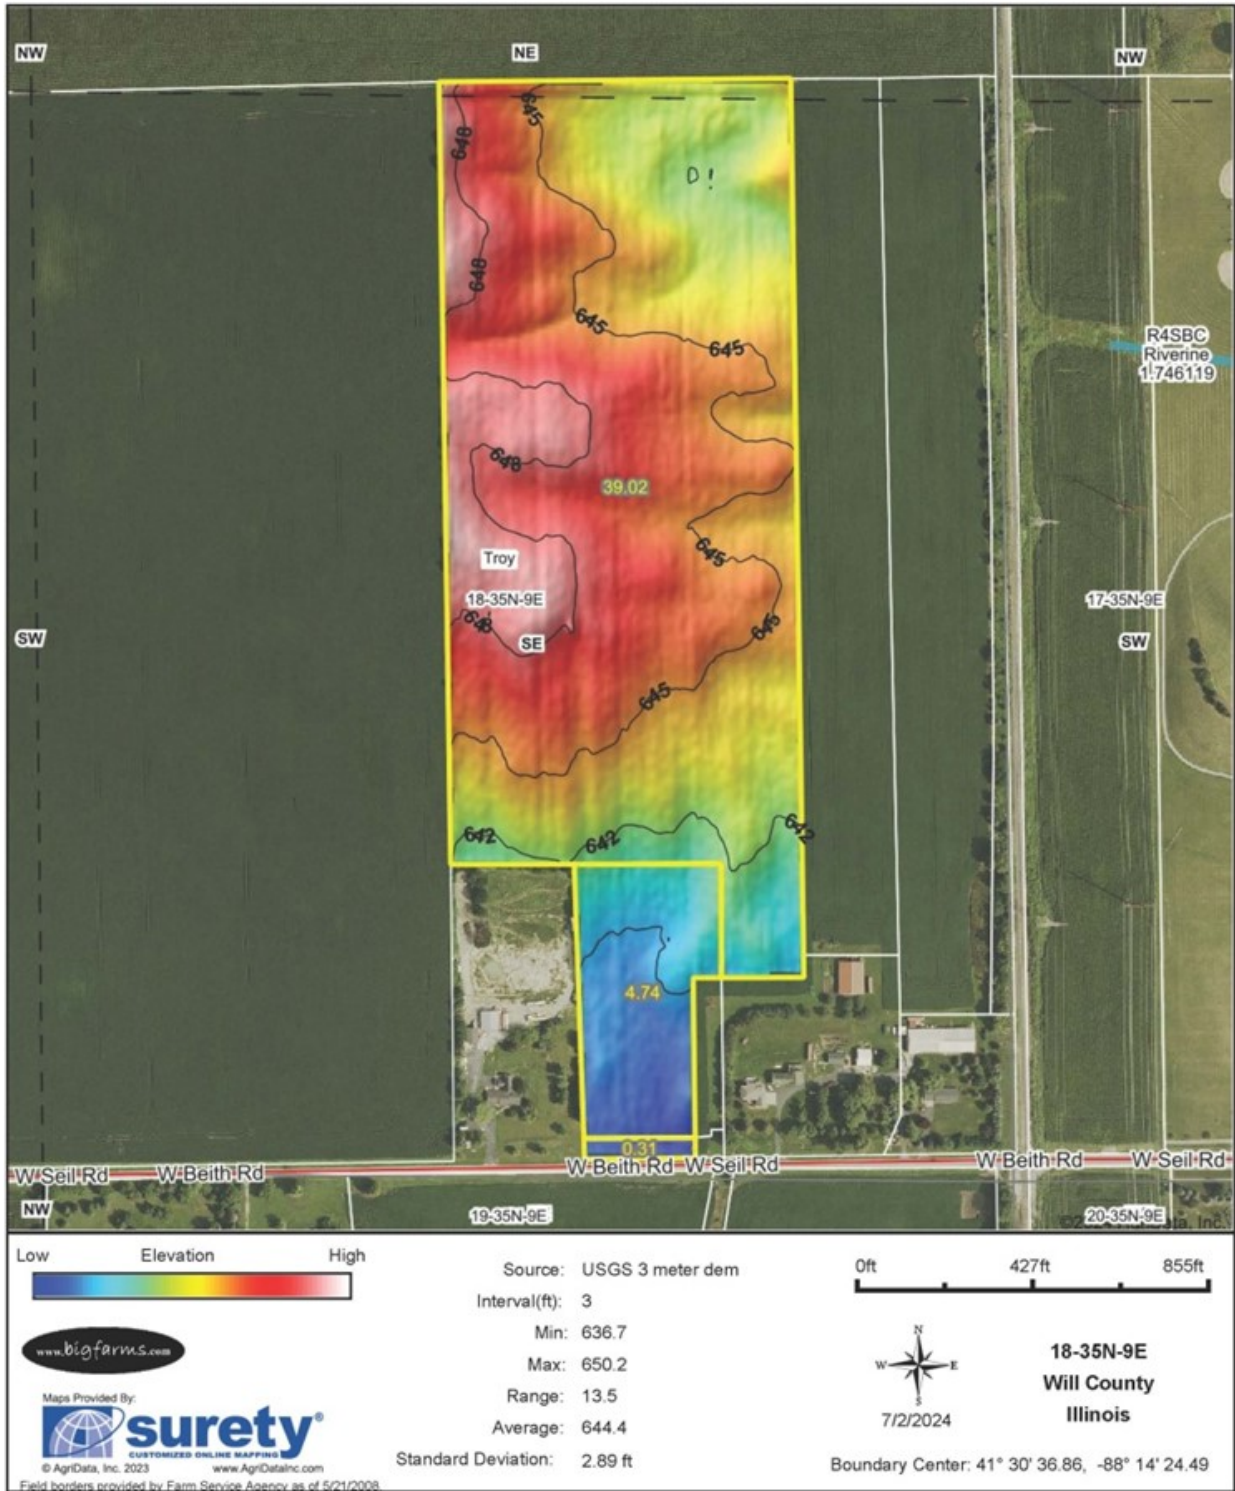 NW
NE
NW
645
648
D !
648
645
645
R4SBC
Riverine
1.746119
648
39.02
645
Troy
18-35N-9E
17-35N-9E
648
645
SW
SE
SW
645
642
642
642
4.74
0.31
W Seil Rd
W Beith Rd
W Beith Rd
W Seil Rd
W Beith Rd
W Seil Rd
NW
19-35N-9E
20-35N-9E
Low Elevation High
Source: USGS 3 meter dem
Interval(ft): 3
Min: 636.7
Max: 650.2
Range: 13.5
Average: 644.4
Standard Deviation: 2.89 ft
0ft 427ft 855ft
www.bigfarms.com
Maps Provided By:
surety®
CUSTOMIZED ONLINE MAPPING
© AgriData, Inc. 2023 www.AgriDataInc.com
Field borders provided by Farm Service Agency as of 5/21/2008.
N
W E
S
7/2/2024
18-35N-9E
Will County
Illinois
Boundary Center: 41° 30' 36.86, -88° 14' 24.49